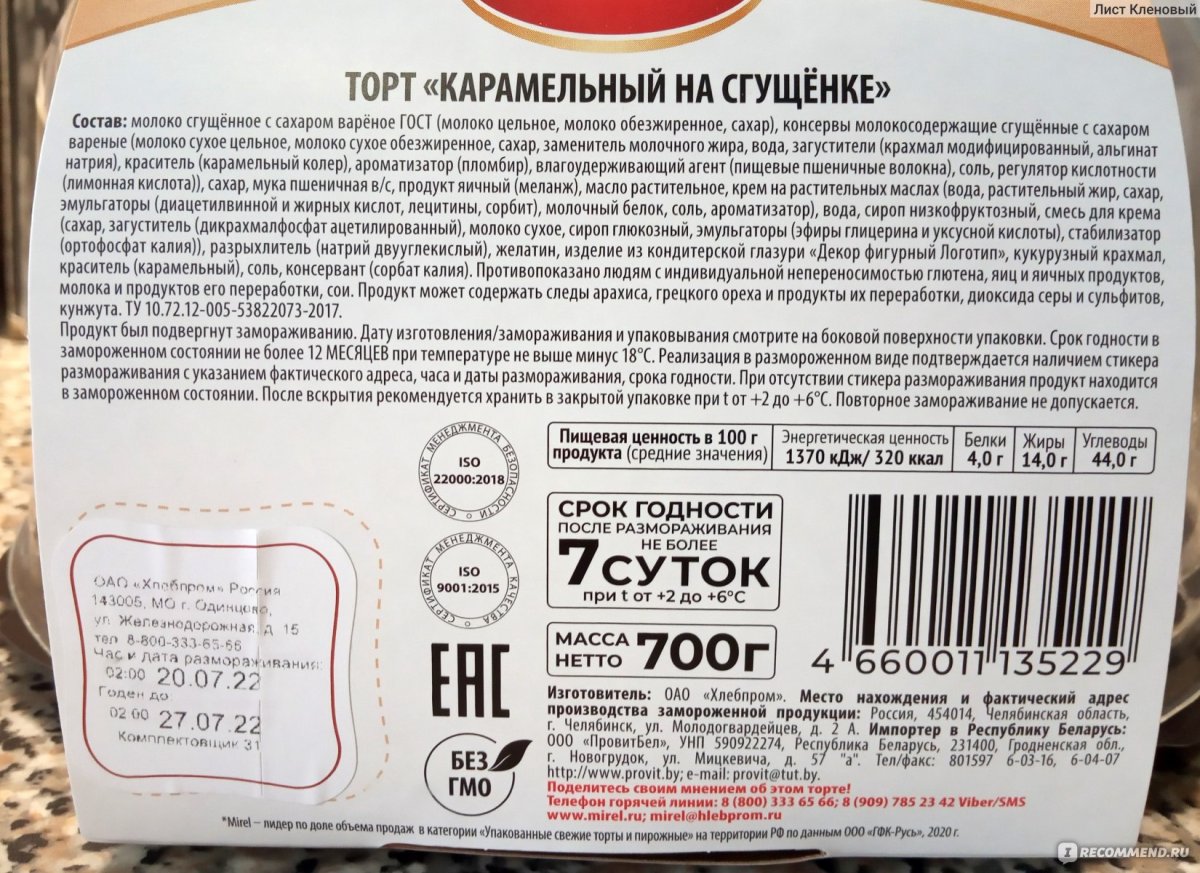 Лист Кленовый
ТОРТ «КАРАМЕЛЬНЫЙ НА СГУЩЁНКЕ»
Состав: молоко сгущённое с сахаром варёное ГОСТ (молоко цельное, молоко обезжиренное, сахар), консервы молокосодержащие сгущённые с сахаром
вареные (молоко сухое цельное, молоко сухое обезжиренное, сахар, заменитель молочного жира, вода, загустители (крахмал модифицированный, альгинат
натрия), краситель (карамельный колер), ароматизатор (пломбир), влагоудерживающий агент (пищевые пшеничные волокна), соль, регулятор кислотности
(лимонная кислота)), сахар, мука пшеничная в/с, продукт яичный (меланж), масло растительное, крем на растительных маслах (вода, растительный жир, сахар,
эмульгаторы (диацетилвинной и жирных кислот, лецитины, сорбит), молочный белок, соль, ароматизатор), вода, сироп низкофруктозный, смесь для крема
(сахар, загуститель (дикрахмалфосфат ацетилированный), молоко сухое, сироп глюкозный, эмульгаторы (эфиры глицерина и уксусной кислоты), стабилизатор
(ортофосфат калия)), разрыхлитель (натрий двууглекислый), желатин, изделие из кондитерской глазури «Декор фигурный Логотип», кукурузный крахмал,
краситель (карамельный), соль, консервант (сорбат калия). Противопоказано людям с индивидуальной непереносимостью глютена, яиц и яичных продуктов,
молока и продуктов его переработки, сои. Продукт может содержать следы арахиса, грецкого ореха и продукты их переработки, диоксида серы и сульфитов,
кунжута. ТУ 10.72.12-005-53822073-2017.
Продукт был подвергнут замораживанию. Дату изготовления/замораживания и упаковывания смотрите на боковой поверхности упаковки. Срок годности в
замороженном состоянии не более 12 МЕСЯЦЕВ при температуре не выше минус 18°С. Реализация в размороженном виде подтверждается наличием стикера
размораживания с указанием фактического адреса, часа и даты размораживания, срока годности. При отсутствии стикера размораживания продукт находится
в замороженном состоянии. После вскрытия рекомендуется хранить в закрытой упаковке при t от +2 до +6°С. Повторное замораживание не допускается.
СЕРТИФИКАТ МЕНЕДЖМЕНТА БЕЗОПАСНОСТИ
ISO
22000:2018
СЕРТИФИКАТ МЕНЕДЖМЕНТА КАЧЕСТВА
ISO
9001:2015
EAC
БЕЗ
ГМО
Пищевая ценность в 100 г
продукта (средние значения)
Энергетическая ценность
1370 кДж/ 320 ккал
Белки
4,0 г
Жиры
14,0 г
Углеводы
44,0 г
СРОК ГОДНОСТИ
ПОСЛЕ РАЗМОРАЖИВАНИЯ
НЕ БОЛЕЕ
7 СУТОК
при t от +2 до +6°С
МАССА
НЕТТО 700г
4 660011 135229
ОАО «Хлебпром» Россия
143005, МО г. Одинцово,
ул. Железнодорожная, д 15
тел. 8-800-333-65-66
Час и дата размораживания:
02:00 20.07.22
Годен до:
02 00 27.07.22
Комплектовщик 31
Изготовитель: ОАО «Хлебпром». Место нахождения и фактический адрес
производства замороженной продукции: Россия, 454014, Челябинская область,
г. Челябинск, ул. Молодогвардейцев, д. 2 А. Импортер в Республику Беларусь:
ООО «ПровитБел», УНП 590922274, Республика Беларусь, 231400, Гродненская обл.,
г. Новогрудок, ул. Мицкевича, д. 57 "а". Тел/факс: 801597 6-03-16, 6-04-07
http://www.provit.by; e-mail: provit@tut.by.
Поделитесь своим мнением об этом торте!
Телефон горячей линии: 8 (800) 333 65 66; 8 (909) 785 23 42 Viber/SMS
www.mirel.ru; mirel@hlebprom.ru
*Mirel – лидер по доле объема продаж в категории «Упакованные свежие торты и пирожные» на территории РФ по данным ООО «ГФК-Русь», 2020 г.
IRECOMMEND.RU